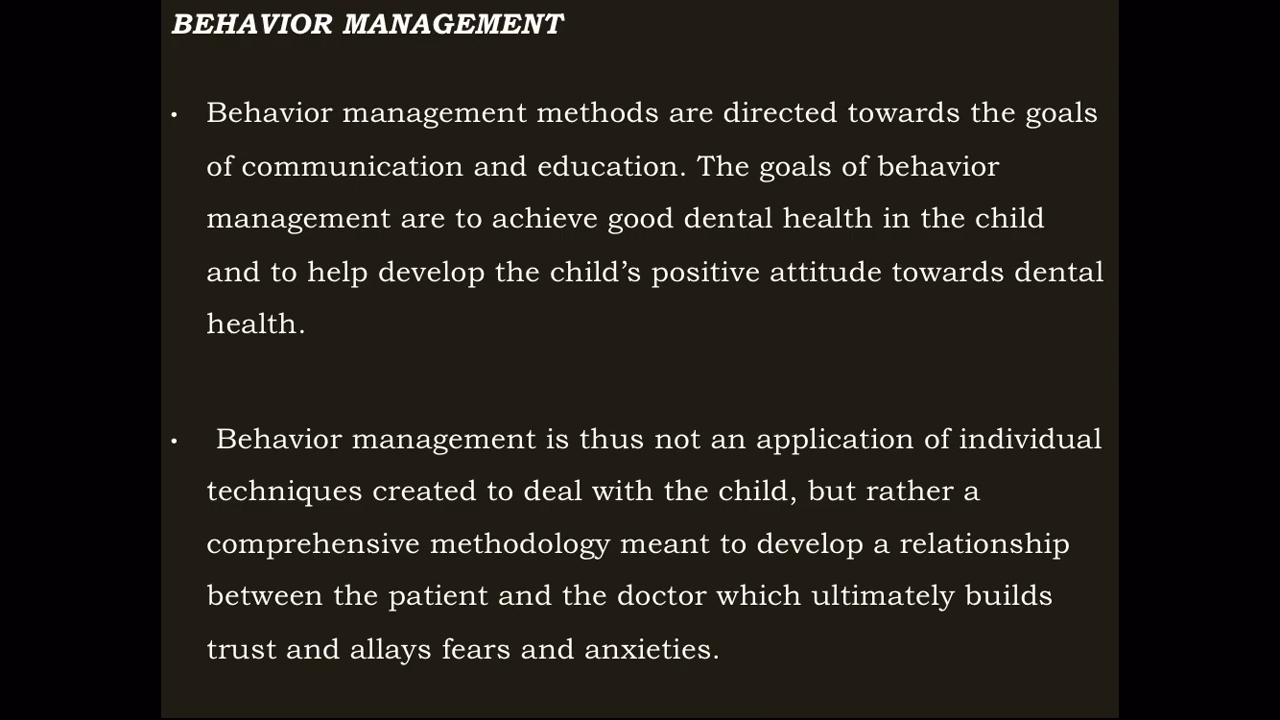 BEHAVIOR MANAGEMENT
• Behavior management methods are directed towards the goals
of communication and education. The goals of behavior
management are to achieve good dental health in the child
and to help develop the child’s positive attitude towards dental
health.
• Behavior management is thus not an application of individual
techniques created to deal with the child, but rather a
comprehensive methodology meant to develop a relationship
between the patient and the doctor which ultimately builds
trust and allays fears and anxieties.